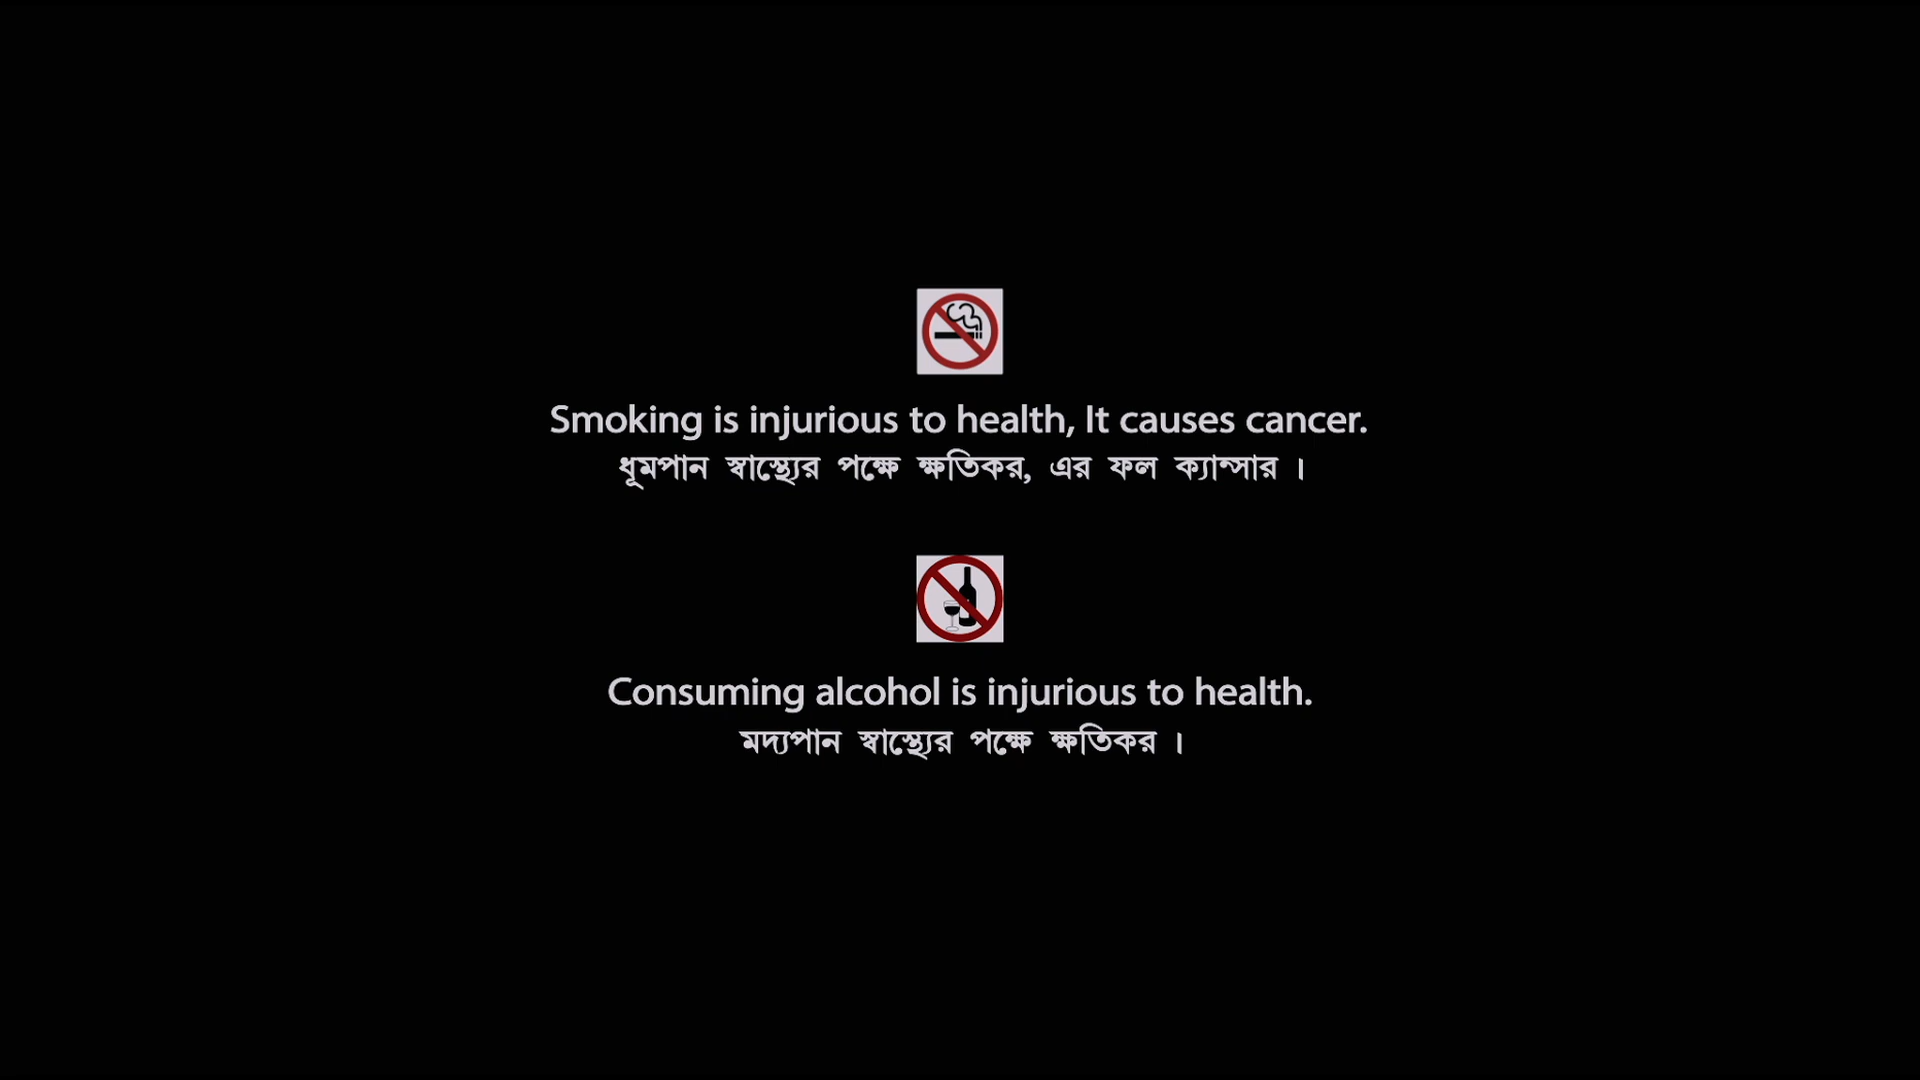 Smoking is injurious to health, It causes cancer.
ধূমপান স্বাস্থ্যের পক্ষে ক্ষতিকর, এর ফল ক্যান্সার ।
Consuming alcohol is injurious to health.
মদ্যপান স্বাস্থ্যের পক্ষে ক্ষতিকর ।